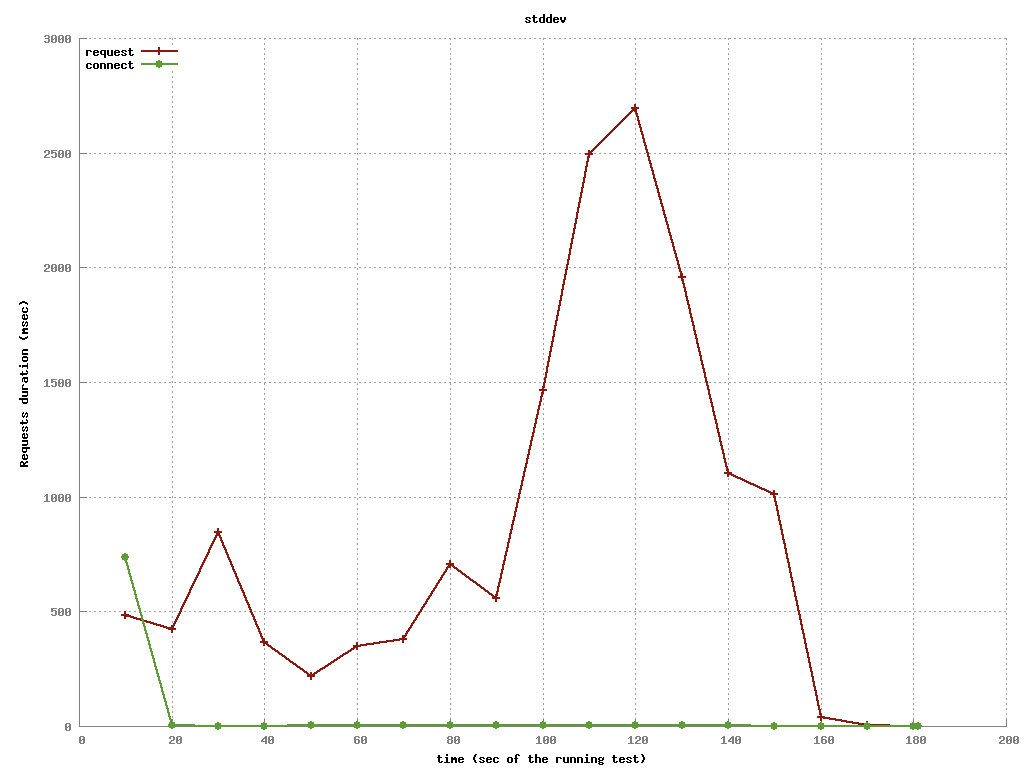 stddev
request
connect
3000
2500
2000
1500
1000
500
0
0 20 40 60 80 100 120 140 160 180 200
Requests duration (msec)
time (sec of the running test)